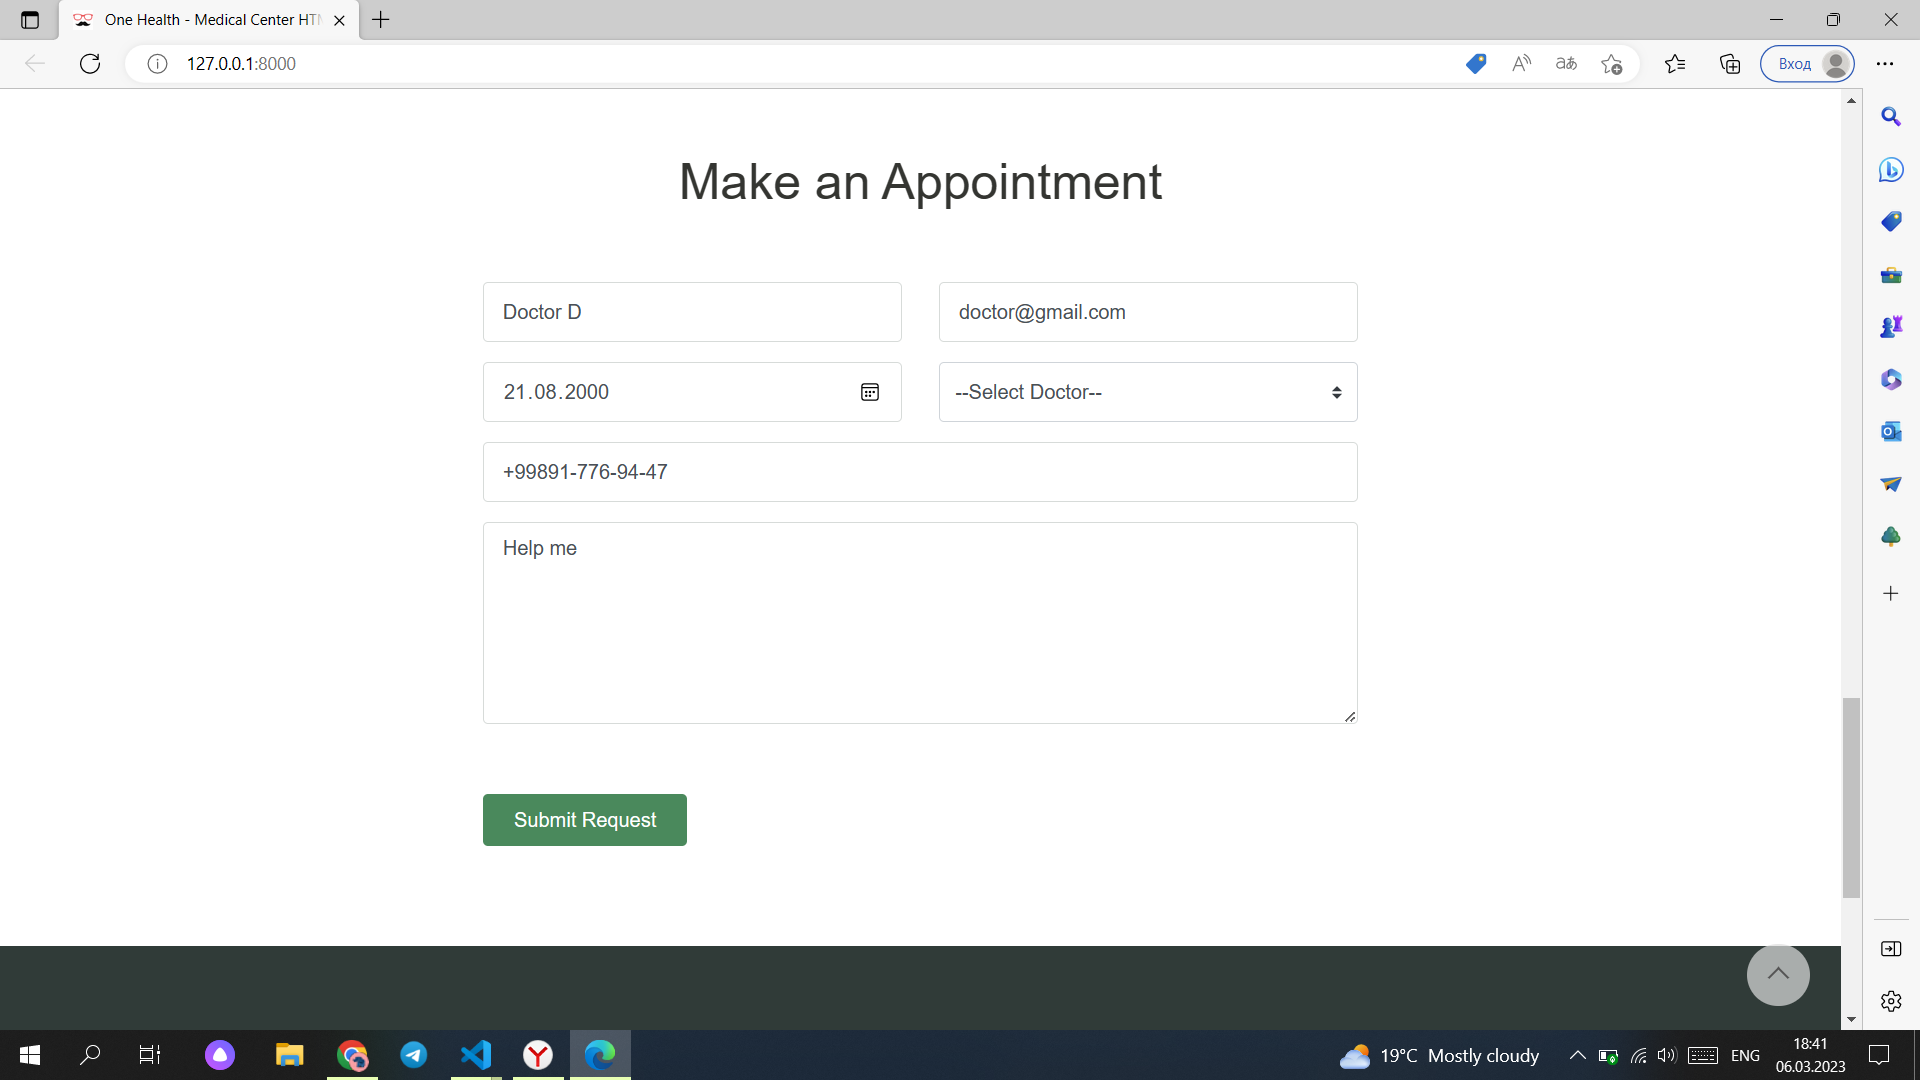 One Health - Medical Center HTM
127.0.0.1:8000
Вход
Make an Appointment
Doctor D
doctor@gmail.com
21.08.2000
--Select Doctor--
+99891-776-94-47
Help me
Submit Request
19°C Mostly cloudy
ENG
18:41
06.03.2023